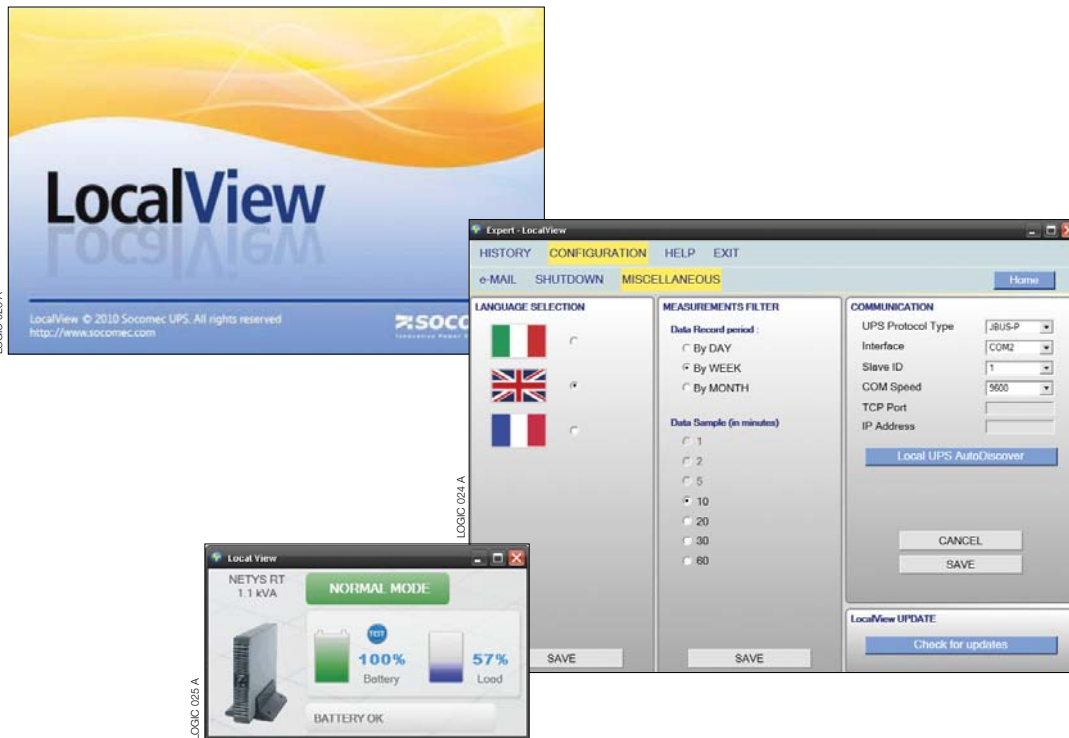 LocalView
LocalView © 2010 Socomec UPS. All rights reserved
http://www.socomec.com
SOCO
Innovative Power
Expert - LocalView
HISTORY CONFIGURATION HELP EXIT
e-MAIL SHUTDOWN MISCELLANEOUS Home
LANGUAGE SELECTION
SAVE
MEASUREMENTS FILTER
Data Record period :
By DAY
By WEEK
By MONTH
Data Sample (in minutes)
1
2
5
10
20
30
60
SAVE
COMMUNICATION
UPS Protocol Type JBUS-P
Interface COM2
Slave ID 1
COM Speed 9600
TCP Port
IP Address
Local UPS AutoDiscover
CANCEL
SAVE
LocalView UPDATE
Check for updates
LOGIC 024 A
Local View
NETYS RT
1.1 kVA
NORMAL MODE
TEST
100%
Battery
57%
Load
BATTERY OK
LOGIC 025 A